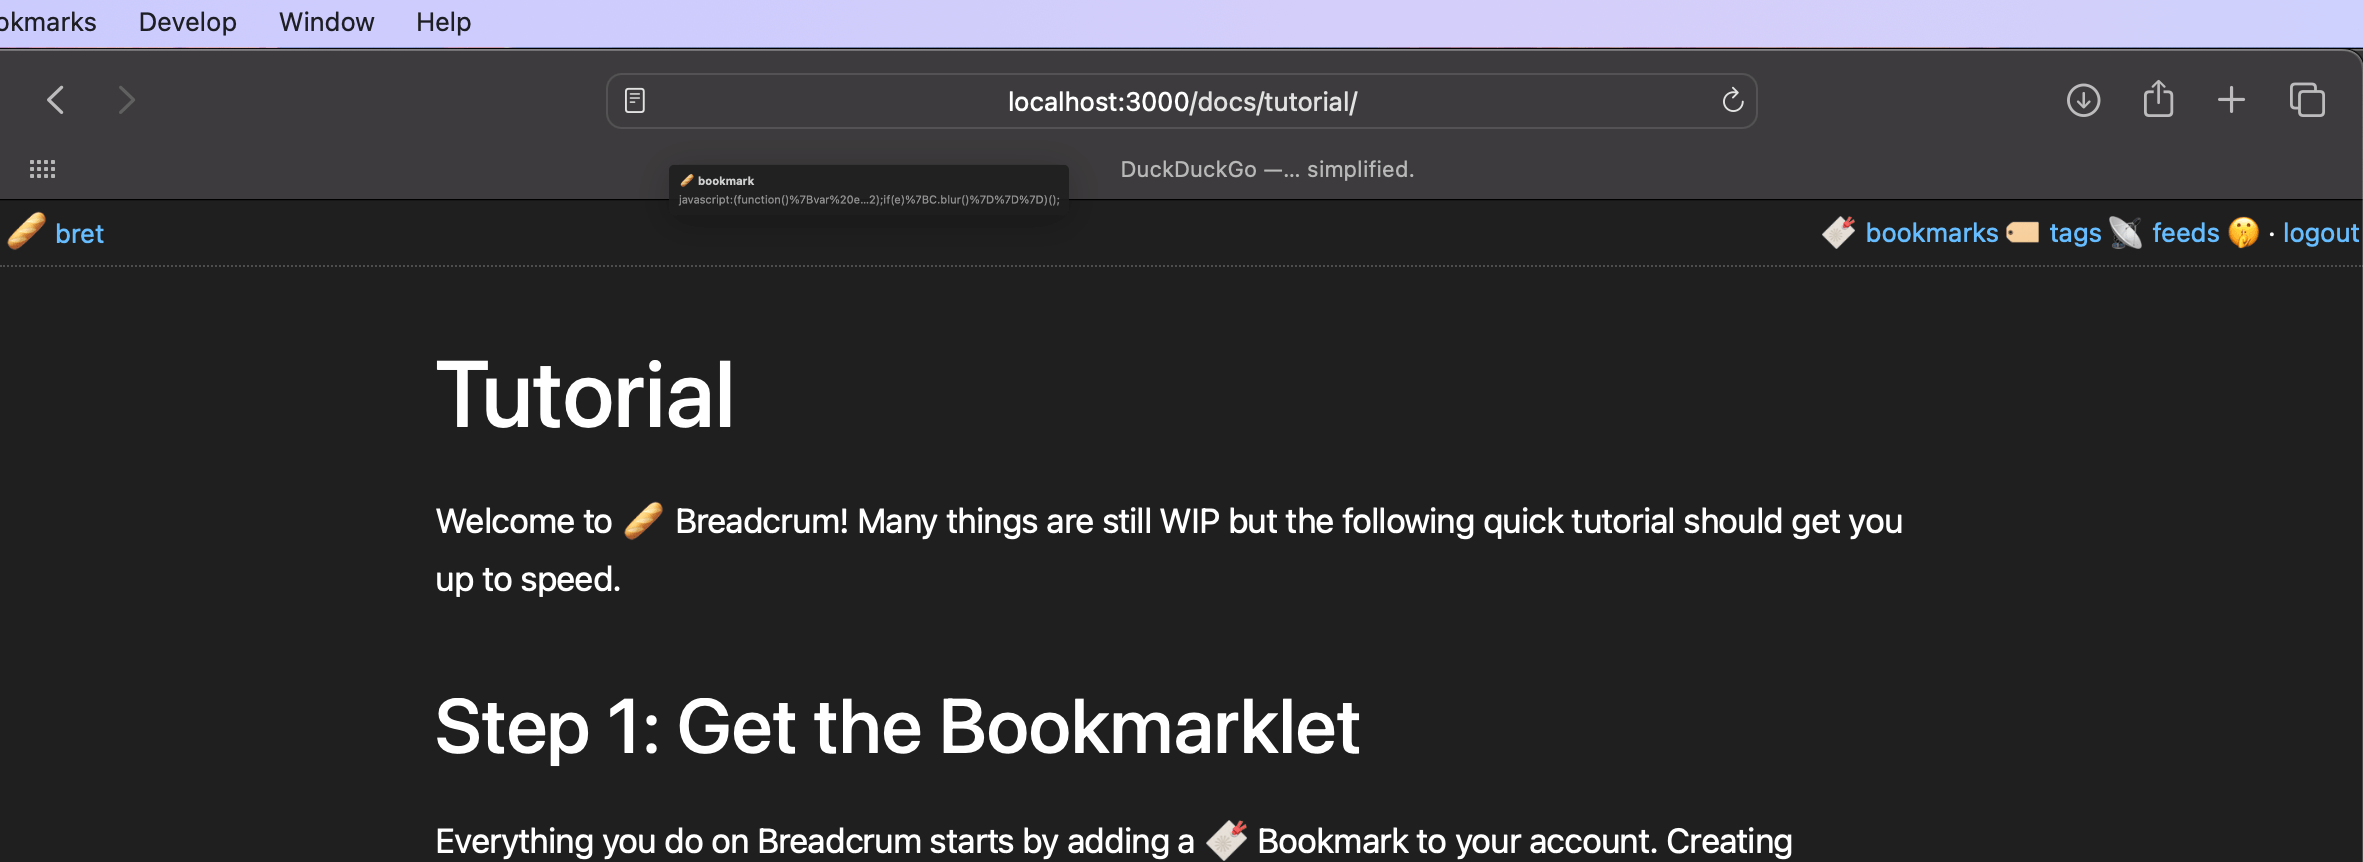 okmarks Develop Window Help
localhost:3000/docs/tutorial/
DuckDuckGo —... simplified.
🥖 bookmark
javascript:(function()%7Bvar%20e...2);if(e)%7BC.blur()%7D%7D%7D)();
🥖 bret
bookmarks 🏷️ tags 📡 feeds 🤫 · logout
Tutorial
Welcome to 🥖 Breadcrum! Many things are still WIP but the following quick tutorial should get you
up to speed.
Step 1: Get the Bookmarklet
Everything you do on Breadcrum starts by adding a 🔖 Bookmark to your account. Creating